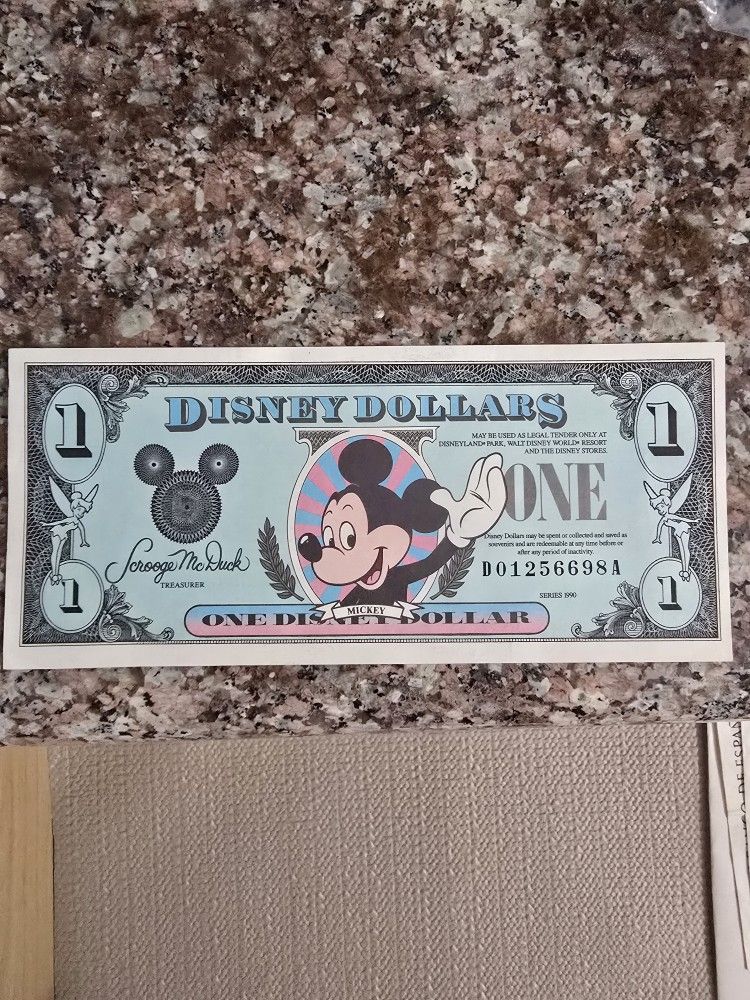 DISNEY DOLLARS
1
1
MAY BE USED AS LEGAL TENDER ONLY AT
DISNEYLAND® PARK, WALT DISNEY WORLD® RESORT
AND THE DISNEY STORES.
ONE
Disney Dollars may be spent or collected and saved as
souvenirs and are redeemable at any time before or
after any period of inactivity.
D01256698A
Scrooge McDuck
TREASURER
SERIES 1990
1
1
MICKEY
ONE DISNEY DOLLAR
DE ESPAÑ